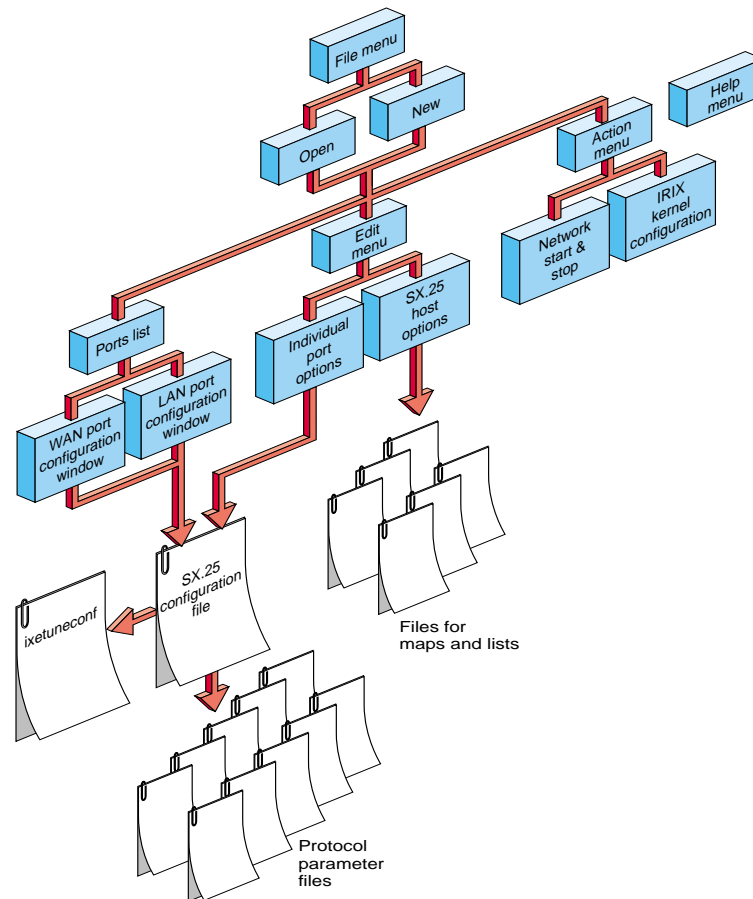 File menu
New
Open
Help
menu
Action
menu
IRIX
kernel
configuration
Network
start &
stop
Edit
menu
SX.25
host
options
Individual
port
options
Ports list
LAN port
configuration
window
WAN port
configuration
window
SX.25
configuration
file
ixetuneconf
Files for
maps and lists
Protocol
parameter
files